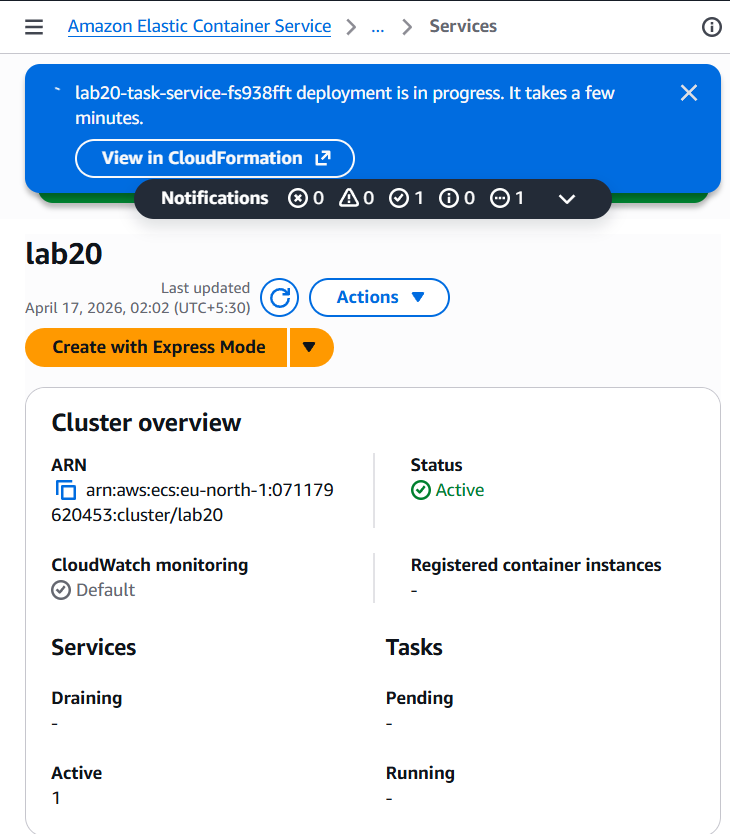 Amazon Elastic Container Service > ... > Services
lab20-task-service-fs938fft deployment is in progress. It takes a few
minutes.
View in CloudFormation
Notifications 0 0 1 0 1
lab20
Last updated
April 17, 2026, 02:02 (UTC+5:30)
Actions
Create with Express Mode
Cluster overview
ARN
arn:aws:ecs:eu-north-1:071179
620453:cluster/lab20
Status
Active
CloudWatch monitoring
Default
Registered container instances
-
Services
Tasks
Draining
-
Pending
-
Active
1
Running
-